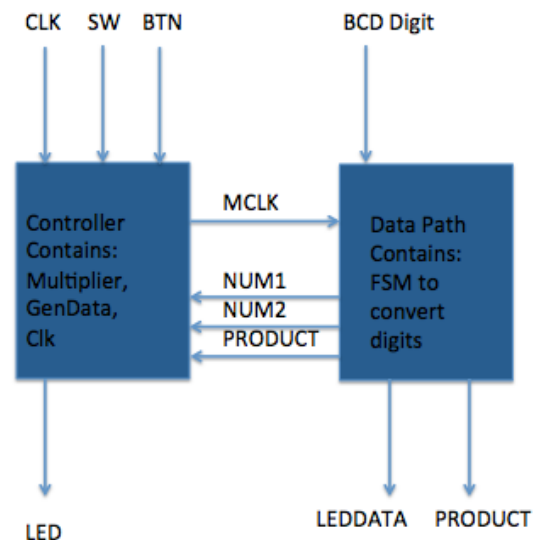 CLK SW BTN BCD Digit
Controller
Contains:
Multiplier,
GenData,
Clk
MCLK
NUM1
NUM2
PRODUCT
Data Path
Contains:
FSM to
convert
digits
LED
LEDDATA PRODUCT